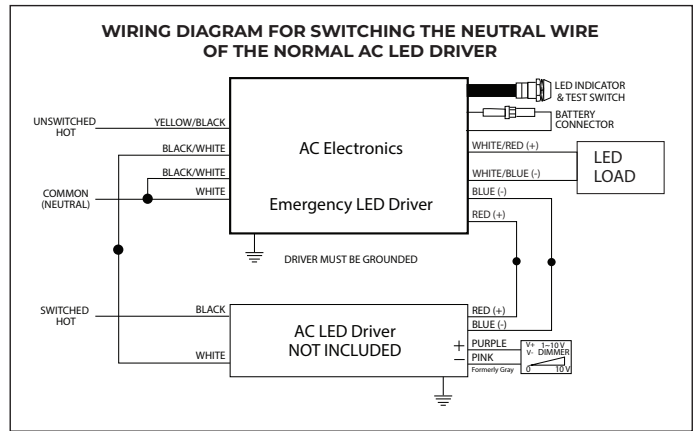 WIRING DIAGRAM FOR SWITCHING THE NEUTRAL WIRE
OF THE NORMAL AC LED DRIVER
LED INDICATOR
& TEST SWITCH
BATTERY
CONNECTOR
UNSWITCHED
HOT
YELLOW/BLACK
BLACK/WHITE
BLACK/WHITE
WHITE
COMMON
(NEUTRAL)
AC Electronics
Emergency LED Driver
WHITE/RED (+)
WHITE/BLUE (-)
BLUE (-)
RED (+)
LED
LOAD
DRIVER MUST BE GROUNDED
SWITCHED
HOT
BLACK
WHITE
AC LED Driver
NOT INCLUDED
RED (+)
BLUE (-)
+ PURPLE
− PINK
Formerly Gray
V+ 1~10 V
V- DIMMER
0 10 V